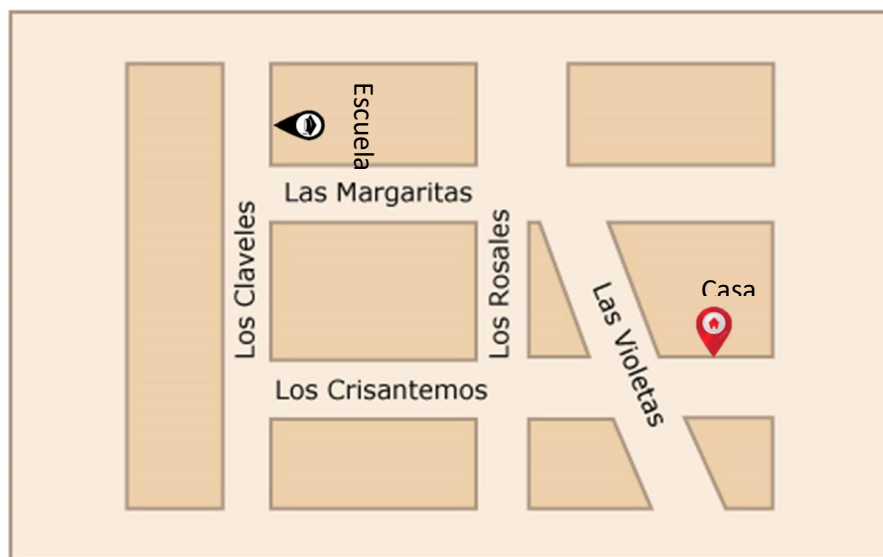 Escuela
Las Margaritas
Los Claveles
Los Rosales
Casa
Las Violetas
Los Crisantemos